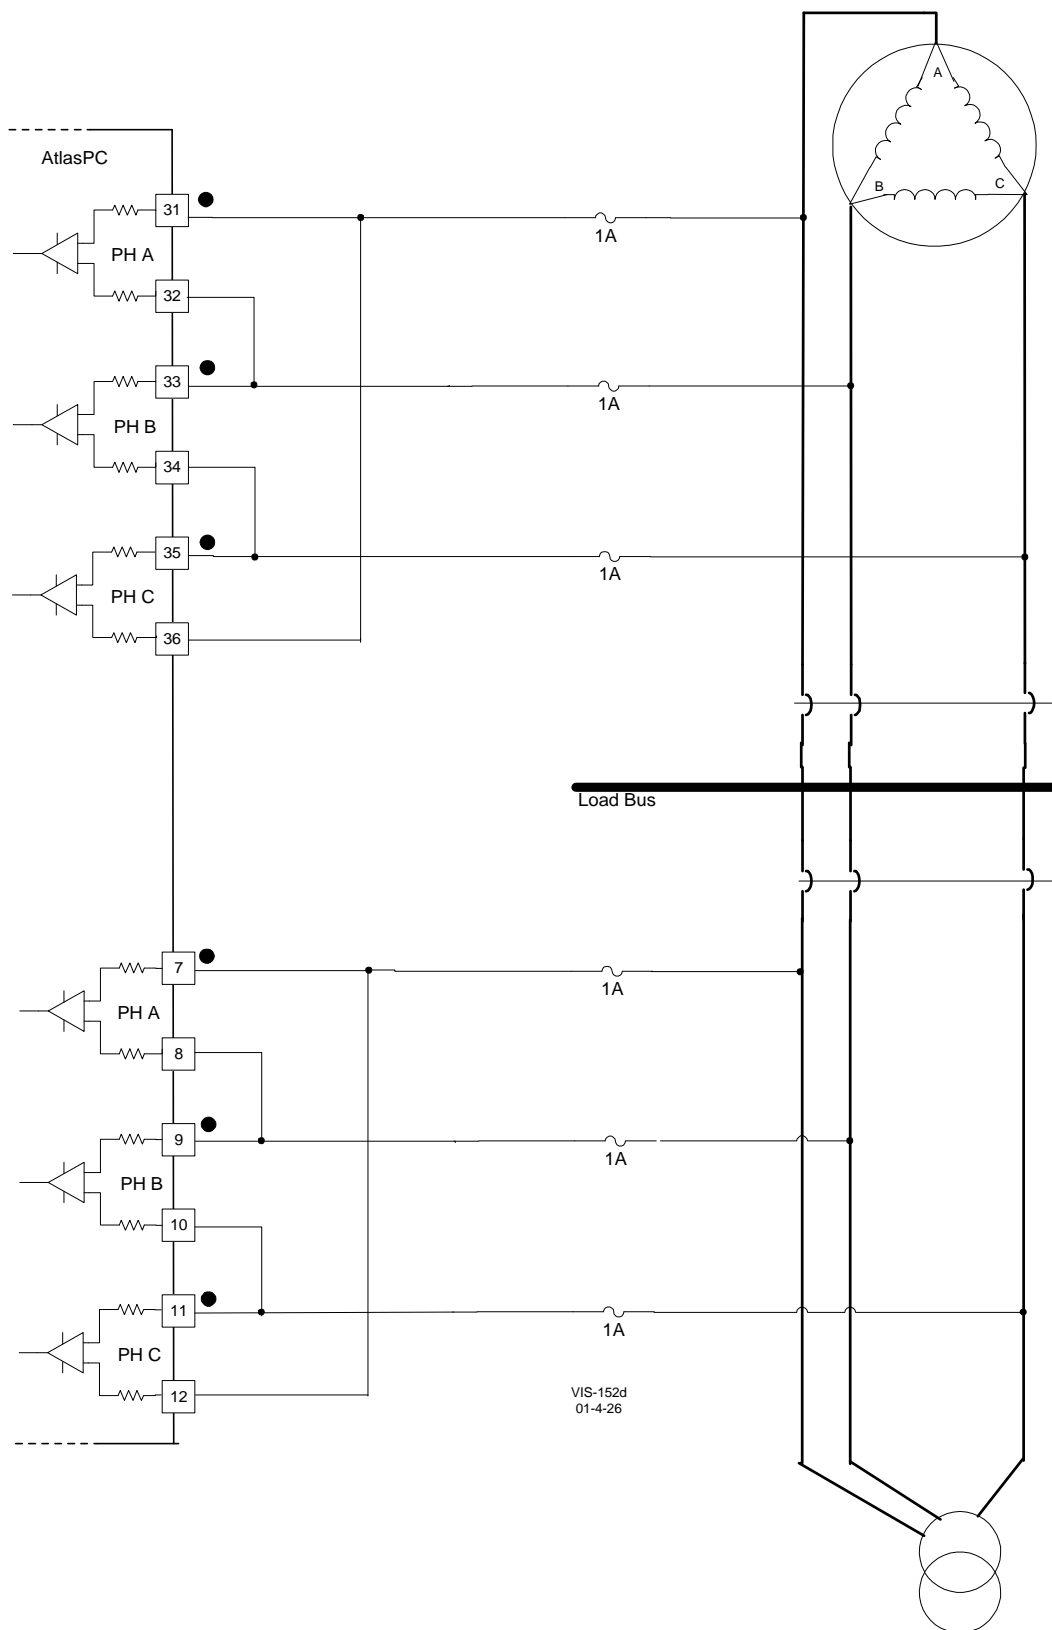 A
AtlasPC
B
C
31
1A
PH A
32
33
1A
PH B
34
35
1A
PH C
36
Load Bus
7
1A
PH A
8
9
1A
PH B
10
11
1A
PH C
12
VIS-152d
01-4-26